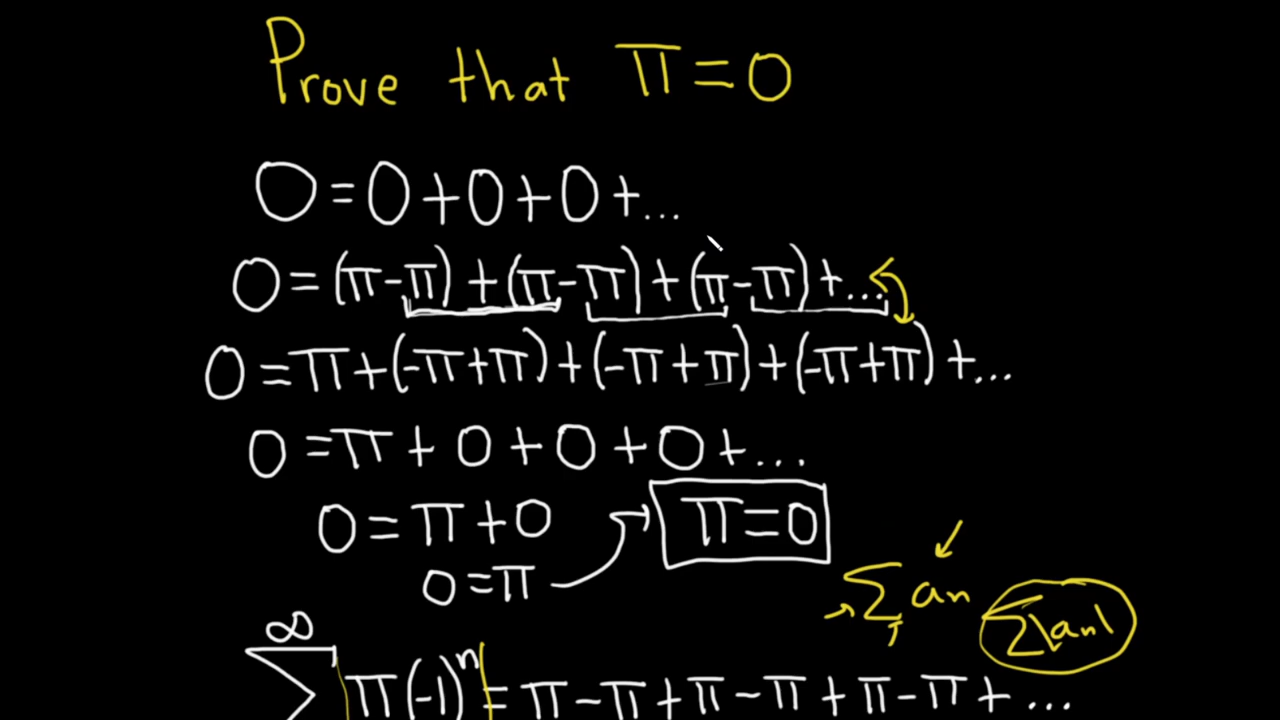 Prove that π=0
0=0+0+0+...
0=(π-π)+(π-π)+(π-π)+...
0=π+(-π+π)+(-π+π)+(-π+π)+...
0=π+0+0+0+...
0=π+0
π=0
0=π
∑an
∑|an|
∞
∑π(-1)^n=π-π+π-π+π-π+...